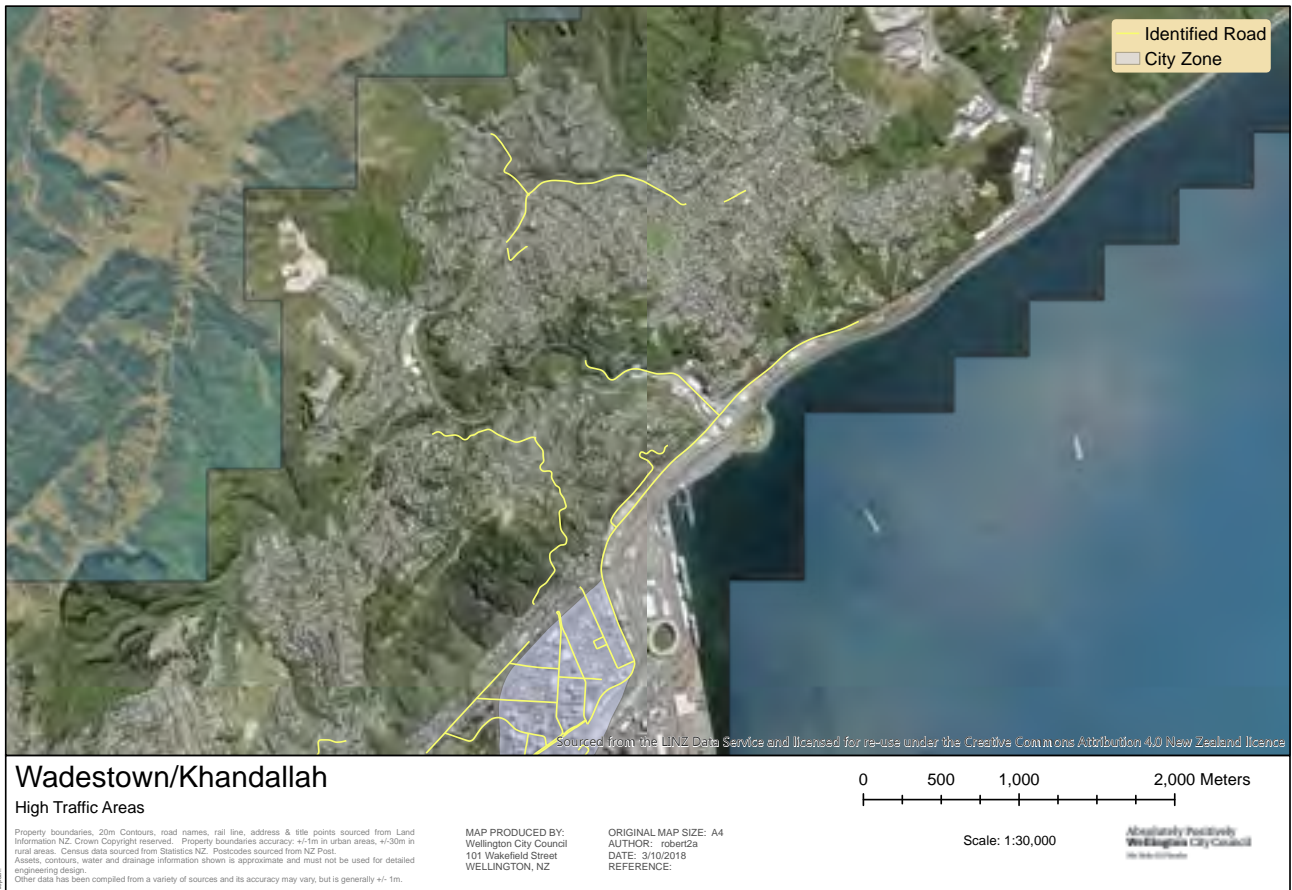 Identified Road
City Zone
Sourced from the LINZ Data Service and licensed for re-use under the Creative Commons Attribution 4.0 New Zealand licence
Wadestown/Khandallah
High Traffic Areas
Property boundaries, 20m Contours, road names, rail line, address & title points sourced from Land
Information NZ. Crown Copyright reserved. Property boundaries accuracy: +/-1m in urban areas, +/-30m in
rural areas. Census data sourced from Statistics NZ. Postcodes sourced from NZ Post.
Assets, contours, water and drainage information shown is approximate and must not be used for detailed
engineering design.
Other data has been compiled from a variety of sources and its accuracy may vary, but is generally +/- 1m.
MAP PRODUCED BY:
Wellington City Council
101 Wakefield Street
WELLINGTON, NZ
ORIGINAL MAP SIZE: A4
AUTHOR: robert2a
DATE: 3/10/2018
REFERENCE:
0 500 1,000 2,000 Meters
Scale: 1:30,000
Absolutely Positively
Wellington City Council